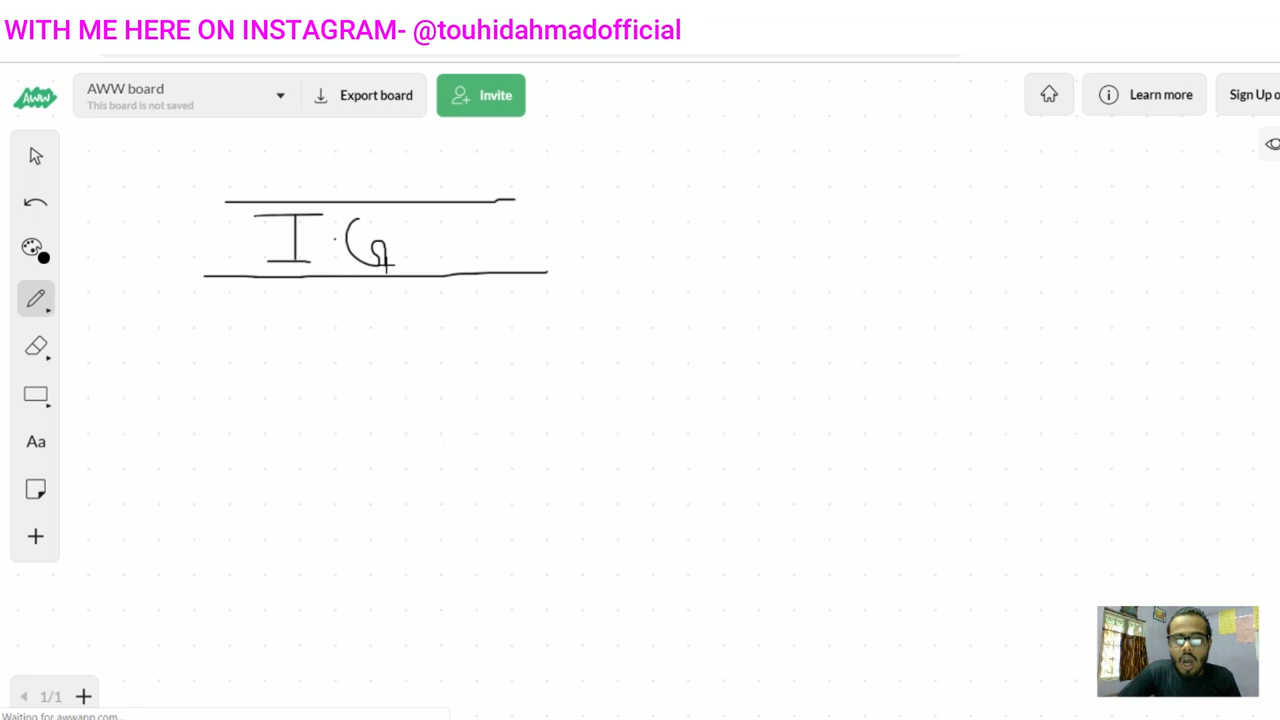 WITH ME HERE ON INSTAGRAM- @touhidahmadofficial
AWW
AWW board
This board is not saved
Export board
Invite
Learn more
Sign Up o
I.G
Aa
1/1
Waiting for awwapp.com...